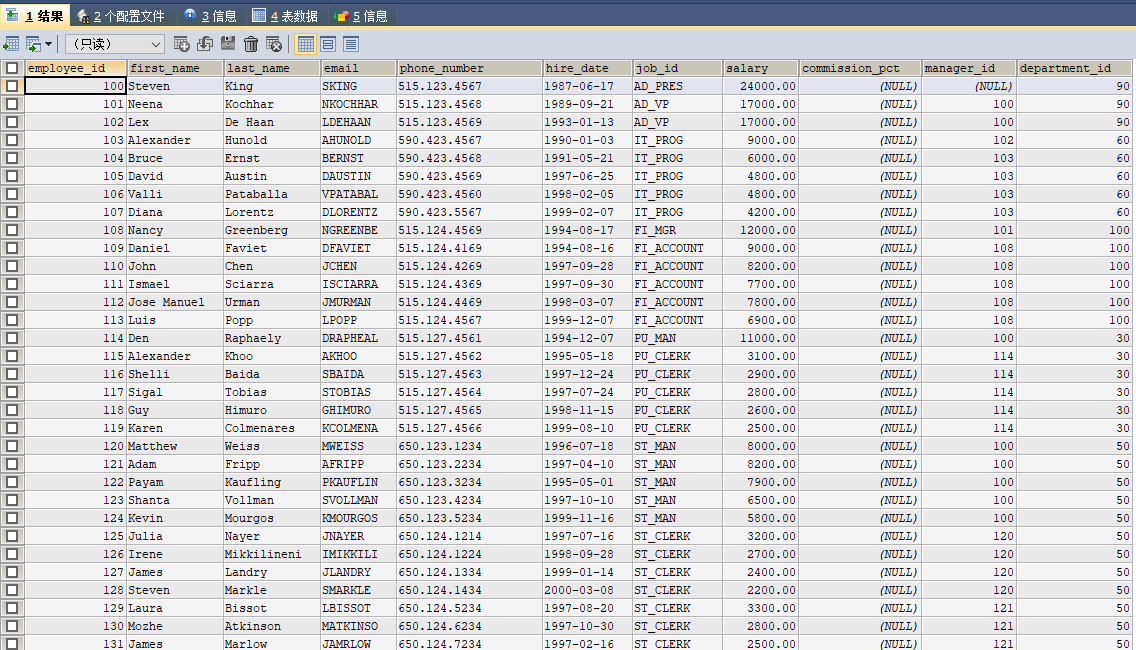 1 结果 2 个配置文件 3 信息 4 表数据 5 信息
（只读）
employee_id first_name last_name email phone_number hire_date job_id salary commission_pct manager_id department_id
100 Steven King SKING 515.123.4567 1987-06-17 AD_PRES 24000.00 (NULL) (NULL) 90
101 Neena Kochhar NKOCHHAR 515.123.4568 1989-09-21 AD_VP 17000.00 (NULL) 100 90
102 Lex De Haan LDEHAAN 515.123.4569 1993-01-13 AD_VP 17000.00 (NULL) 100 90
103 Alexander Hunold AHUNOLD 590.423.4567 1990-01-03 IT_PROG 9000.00 (NULL) 102 60
104 Bruce Ernst BERNST 590.423.4568 1991-05-21 IT_PROG 6000.00 (NULL) 103 60
105 David Austin DAUSTIN 590.423.4569 1997-06-25 IT_PROG 4800.00 (NULL) 103 60
106 Valli Pataballa VPATABAL 590.423.4560 1998-02-05 IT_PROG 4800.00 (NULL) 103 60
107 Diana Lorentz DLORENTZ 590.423.5567 1999-02-07 IT_PROG 4200.00 (NULL) 103 60
108 Nancy Greenberg NGREENBE 515.124.4569 1994-08-17 FI_MGR 12000.00 (NULL) 101 100
109 Daniel Faviet DFAVIET 515.124.4169 1994-08-16 FI_ACCOUNT 9000.00 (NULL) 108 100
110 John Chen JCHEN 515.124.4269 1997-09-28 FI_ACCOUNT 8200.00 (NULL) 108 100
111 Ismael Sciarra ISCIARRA 515.124.4369 1997-09-30 FI_ACCOUNT 7700.00 (NULL) 108 100
112 Jose Manuel Urman JMURMAN 515.124.4469 1998-03-07 FI_ACCOUNT 7800.00 (NULL) 108 100
113 Luis Popp LPOPP 515.124.4567 1999-12-07 FI_ACCOUNT 6900.00 (NULL) 108 100
114 Den Raphaely DRAPHEAL 515.127.4561 1994-12-07 PU_MAN 11000.00 (NULL) 100 30
115 Alexander Khoo AKHOO 515.127.4562 1995-05-18 PU_CLERK 3100.00 (NULL) 114 30
116 Shelli Baida SBAIDA 515.127.4563 1997-12-24 PU_CLERK 2900.00 (NULL) 114 30
117 Sigal Tobias STOBIAS 515.127.4564 1997-07-24 PU_CLERK 2800.00 (NULL) 114 30
118 Guy Himuro GHIMURO 515.127.4565 1998-11-15 PU_CLERK 2600.00 (NULL) 114 30
119 Karen Colmenares KCOLMENA 515.127.4566 1999-08-10 PU_CLERK 2500.00 (NULL) 114 30
120 Matthew Weiss MWEISS 650.123.1234 1996-07-18 ST_MAN 8000.00 (NULL) 100 50
121 Adam Fripp AFRIPP 650.123.2234 1997-04-10 ST_MAN 8200.00 (NULL) 100 50
122 Payam Kaufling PKAUFLIN 650.123.3234 1995-05-01 ST_MAN 7900.00 (NULL) 100 50
123 Shanta Vollman SVOLLMAN 650.123.4234 1997-10-10 ST_MAN 6500.00 (NULL) 100 50
124 Kevin Mourgos KMOURGOS 650.123.5234 1999-11-16 ST_MAN 5800.00 (NULL) 100 50
125 Julia Nayer JNAYER 650.124.1214 1997-07-16 ST_CLERK 3200.00 (NULL) 120 50
126 Irene Mikkilineni IMIKKILI 650.124.1224 1998-09-28 ST_CLERK 2700.00 (NULL) 120 50
127 James Landry JLANDRY 650.124.1334 1999-01-14 ST_CLERK 2400.00 (NULL) 120 50
128 Steven Markle SMARKLE 650.124.1434 2000-03-08 ST_CLERK 2200.00 (NULL) 120 50
129 Laura Bissot LBISSOT 650.124.5234 1997-08-20 ST_CLERK 3300.00 (NULL) 121 50
130 Mozhe Atkinson MATKINSO 650.124.6234 1997-10-30 ST_CLERK 2800.00 (NULL) 121 50
131 James Marlow JAMRLOW 650.124.7234 1997-02-16 ST_CLERK 2500.00 (NULL) 121 50